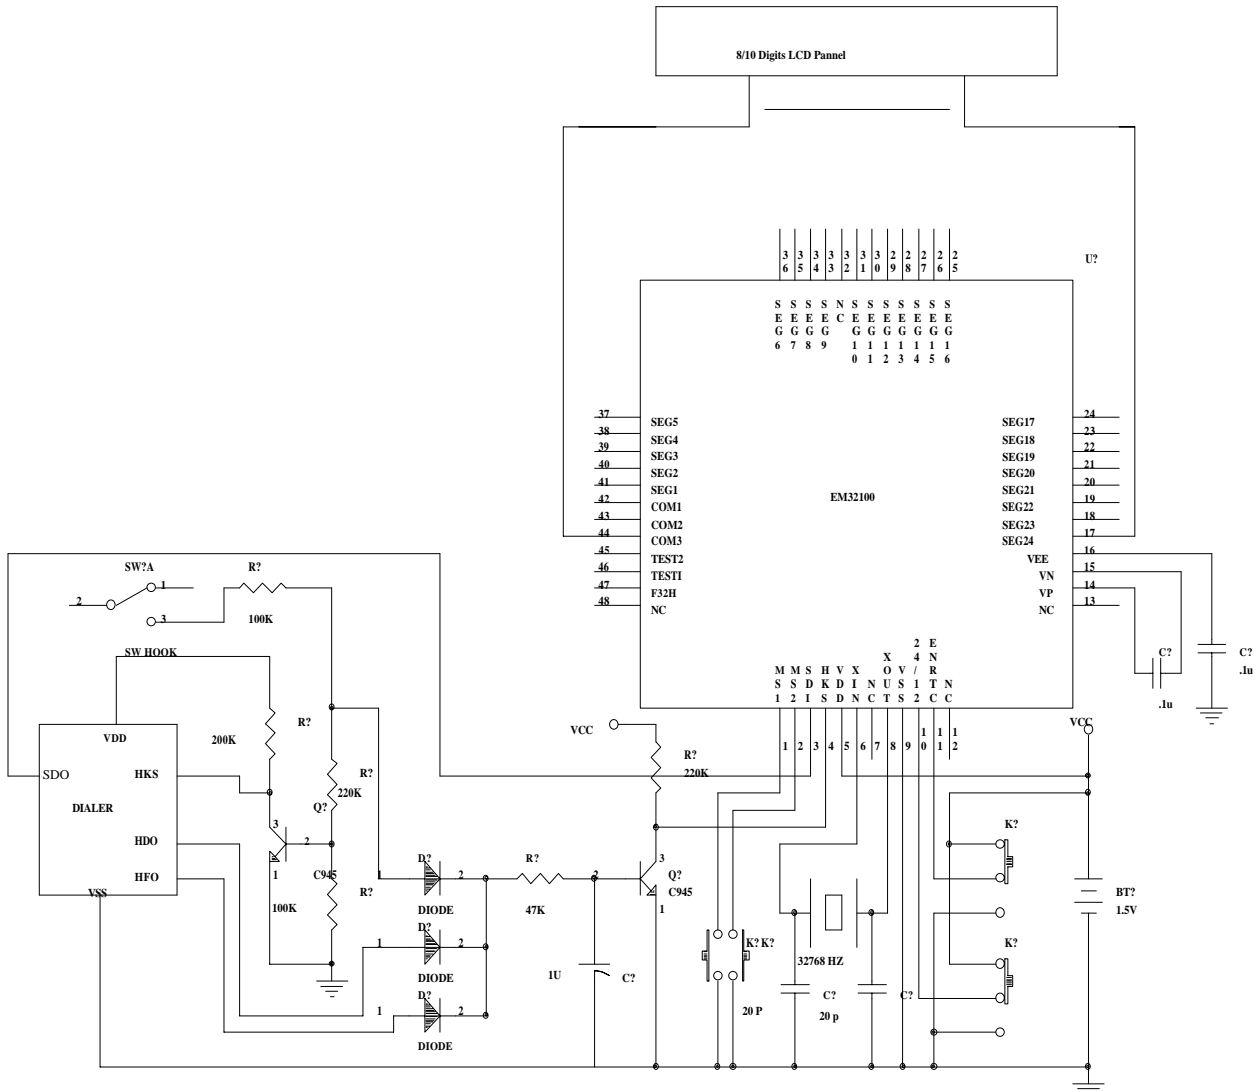 8/10 Digits LCD Pannel
U?
36 35 34 33 32 31 30 29 28 27 26 25
SEG6 SEG7 SEG8 SEG9 NC SEG10 SEG11 SEG12 SEG13 SEG14 SEG15 SEG16
37 SEG5
38 SEG4
39 SEG3
40 SEG2
41 SEG1
42 COM1
43 COM2
44 COM3
45 TEST2
46 TEST1
47 F32H
48 NC
EM32100
SEG17 24
SEG18 23
SEG19 22
SEG20 21
SEG21 20
SEG22 19
SEG23 18
SEG24 17
VEE 16
VN 15
VP 14
NC 13
MS1 MS2 SDI HKS VDD XIN NC XOUT VSS 24/12 ENRTC NC
1 2 3 4 5 6 7 8 9 10 11 12
SW?A
1
2
3
SW HOOK
R?
100K
R?
200K
R?
220K
Q?
3
2
1
C945
R?
100K
VDD
SDO
HKS
DIALER
HDO
HFO
VSS
1 D? 2
DIODE
1 D? 2
DIODE
1 D? 2
DIODE
R?
47K
2
1U
C?
VCC
R?
220K
3
Q?
C945
1
K? K?
32768 HZ
20 P
C?
20 p
C?
C?
.1u
C?
.1u
VCC
K?
K?
BT?
1.5V